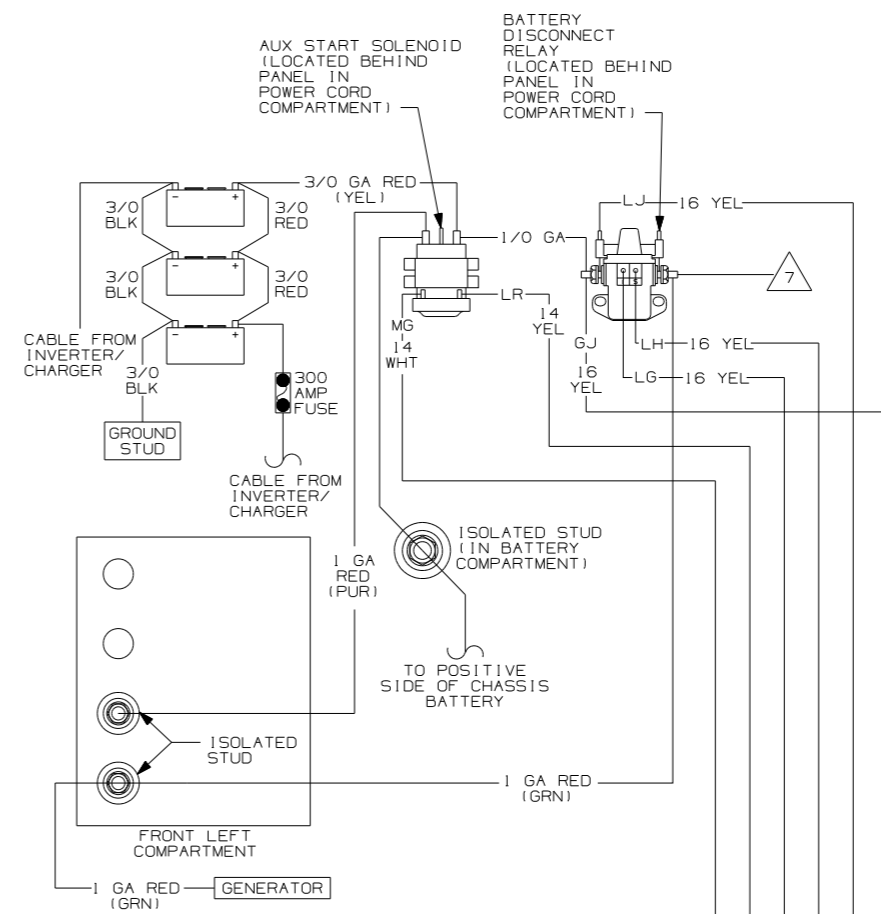 BATTERY
DISCONNECT
RELAY
(LOCATED BEHIND
PANEL IN
POWER CORD
COMPARTMENT)
AUX START SOLENOID
(LOCATED BEHIND
PANEL IN
POWER CORD
COMPARTMENT)
3/0 GA RED
(YEL)
3/0
BLK
3/0
RED
3/0
BLK
3/0
RED
- +
- +
- +
CABLE FROM
INVERTER/
CHARGER
3/0
BLK
GROUND
STUD
300
AMP
FUSE
CABLE FROM
INVERTER/
CHARGER
1/0 GA
LJ 16 YEL
7
I S
MG
14
WHT
LR
14
YEL
GJ
16
YEL
LH 16 YEL
LG 16 YEL
ISOLATED STUD
(IN BATTERY
COMPARTMENT)
1 GA
RED
(PUR)
TO POSITIVE
SIDE OF CHASSIS
BATTERY
ISOLATED
STUD
1 GA RED
(GRN)
FRONT LEFT
COMPARTMENT
1 GA RED
(GRN)
GENERATOR